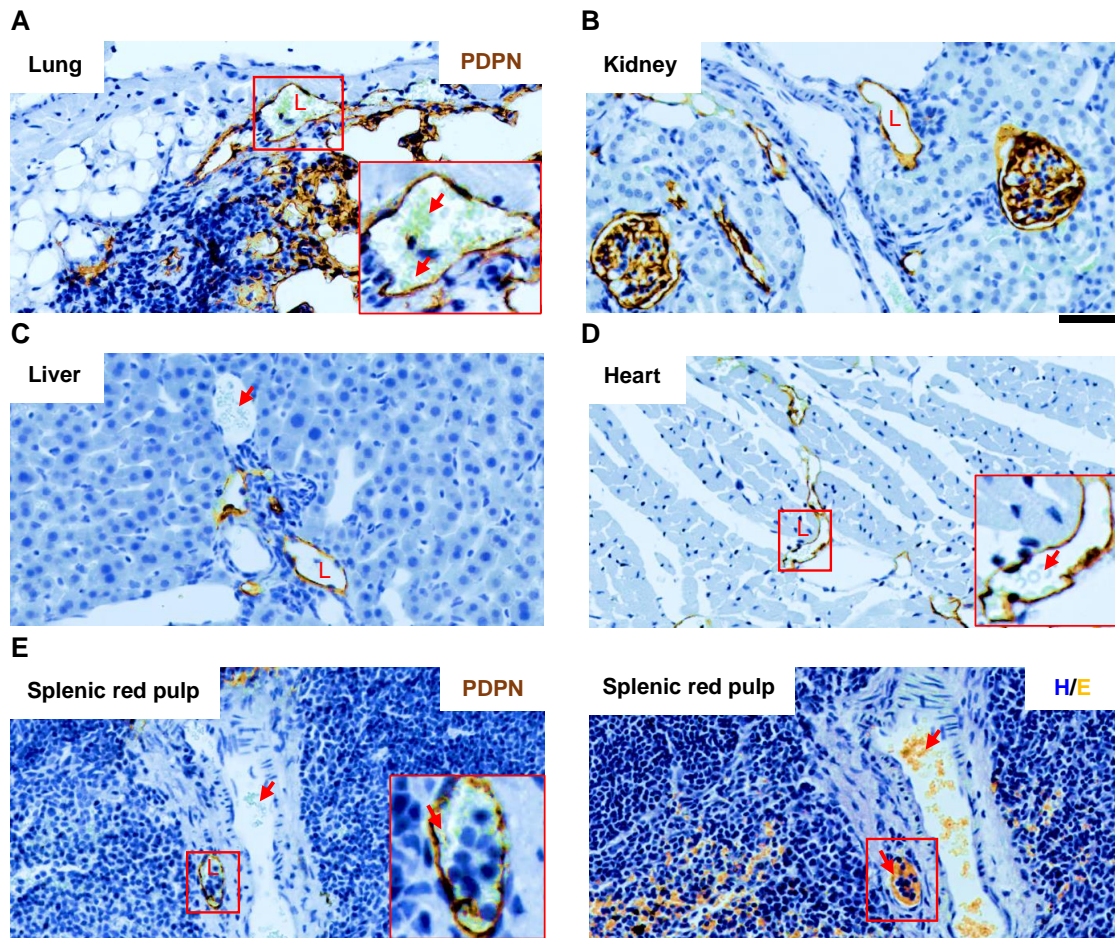 A
Lung
PDPN
L
B
Kidney
L
C
Liver
L
D
Heart
L
E
Splenic red pulp
PDPN
L
Splenic red pulp
H/E